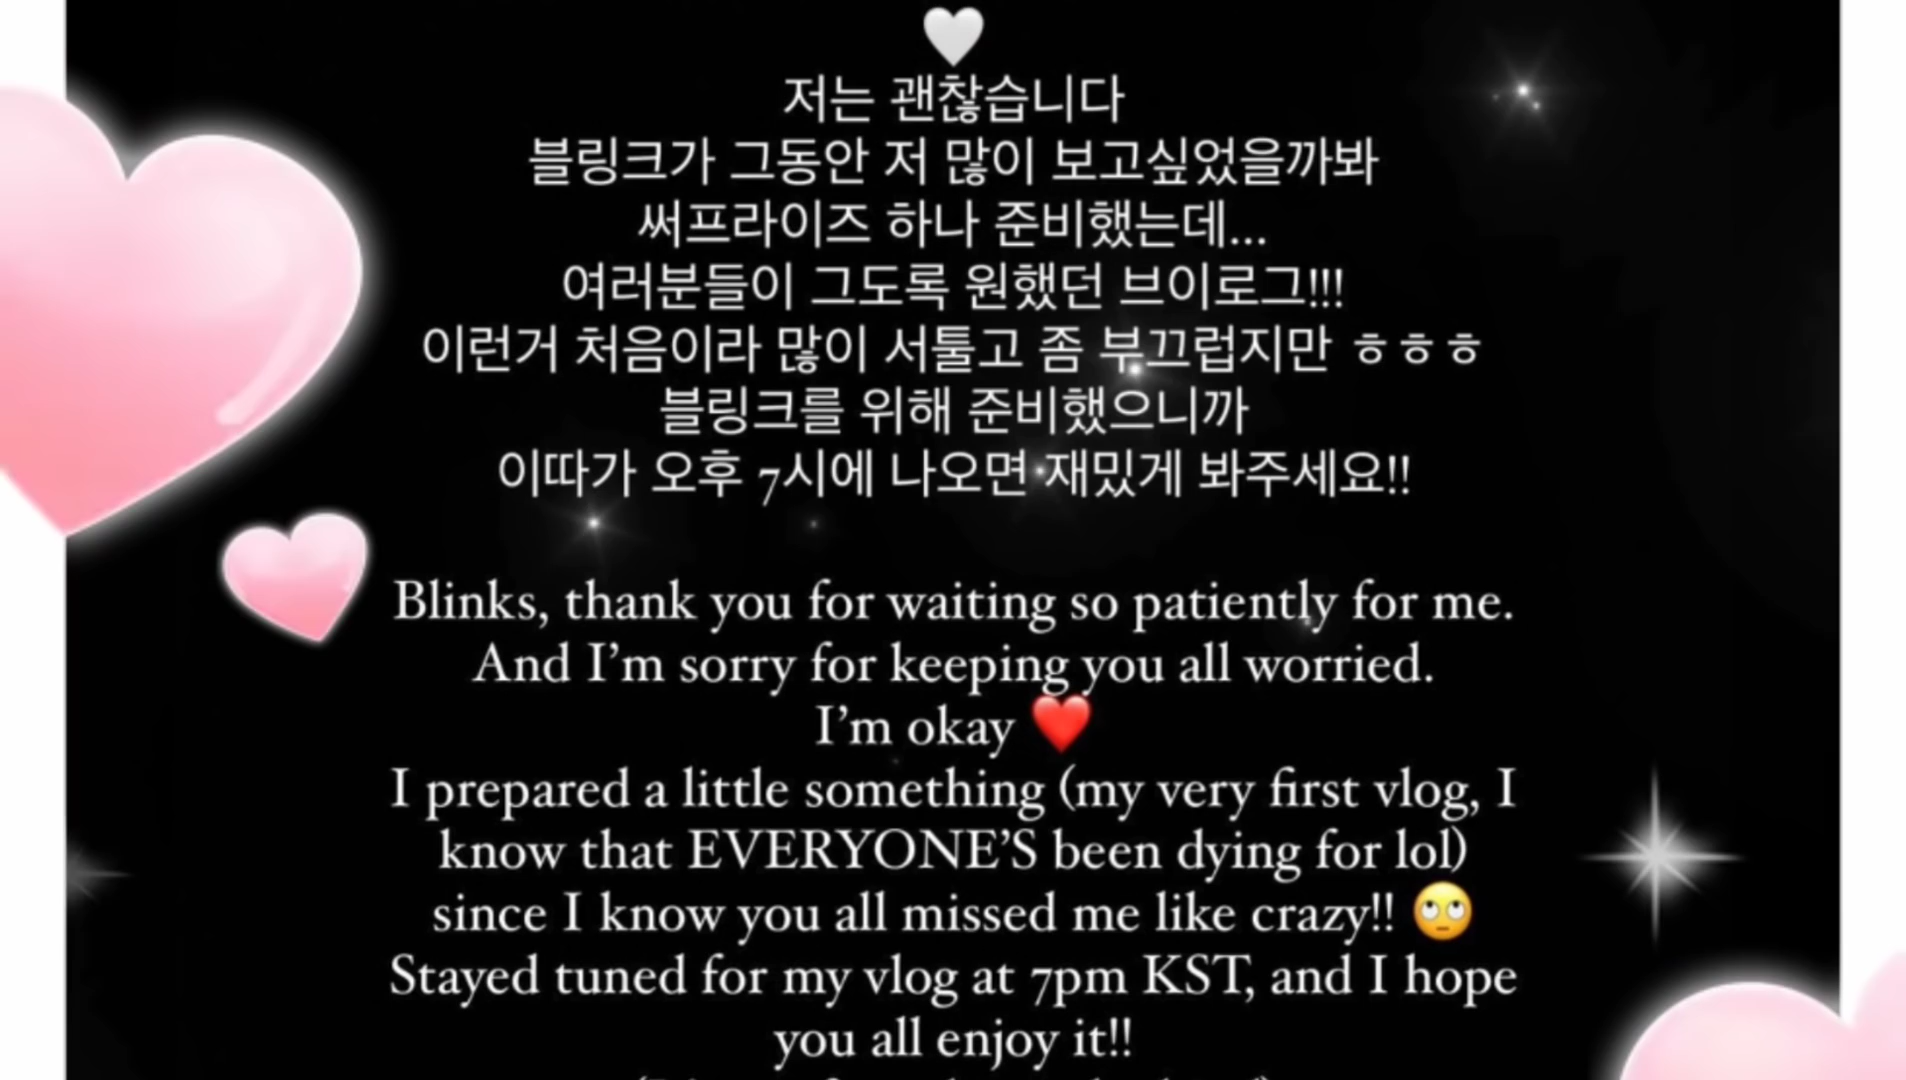 저는 괜찮습니다
블링크가 그동안 저 많이 보고싶었을까봐
써프라이즈 하나 준비했는데...
여러분들이 그도록 원했던 브이로그!!!
이런거 처음이라 많이 서툴고 좀 부끄럽지만 ㅎㅎㅎ
블링크를 위해 준비했으니까
이따가 오후 7시에 나오면 재밌게 봐주세요!!
Blinks, thank you for waiting so patiently for me.
And I’m sorry for keeping you all worried.
I’m okay ❤️
I prepared a little something (my very first vlog, I
know that EVERYONE’S been dying for lol)
since I know you all missed me like crazy!! 🙄
Stayed tuned for my vlog at 7pm KST, and I hope
you all enjoy it!!